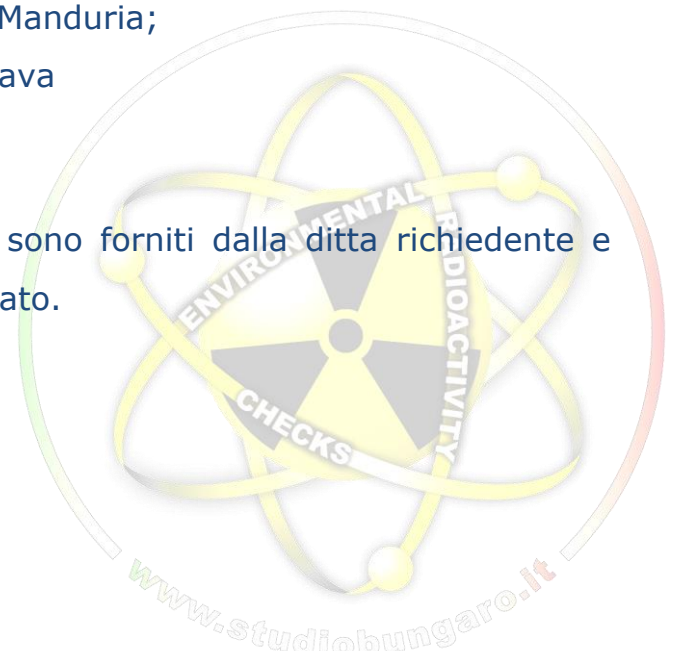 Manduria;
ava
sono forniti dalla ditta richiedente e
ato.
ENVIRONMENTAL RADIOACTIVITY
CHECKS
www.studiobungaro.it